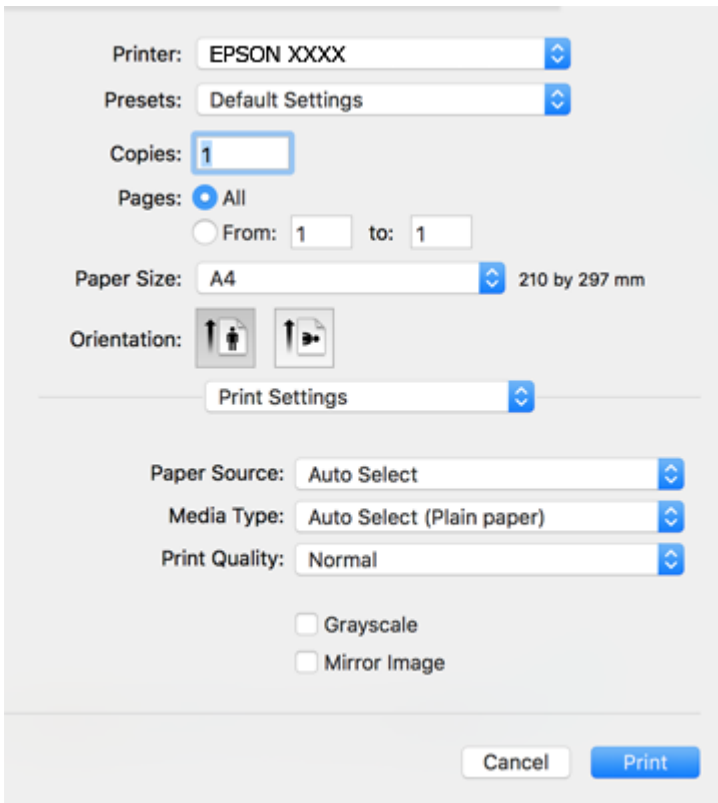 Printer: EPSON XXXX
Presets: Default Settings
Copies: 1
Pages: All
From: 1 to: 1
Paper Size: A4 210 by 297 mm
Orientation:
Print Settings
Paper Source: Auto Select
Media Type: Auto Select (Plain paper)
Print Quality: Normal
Grayscale
Mirror Image
Cancel Print